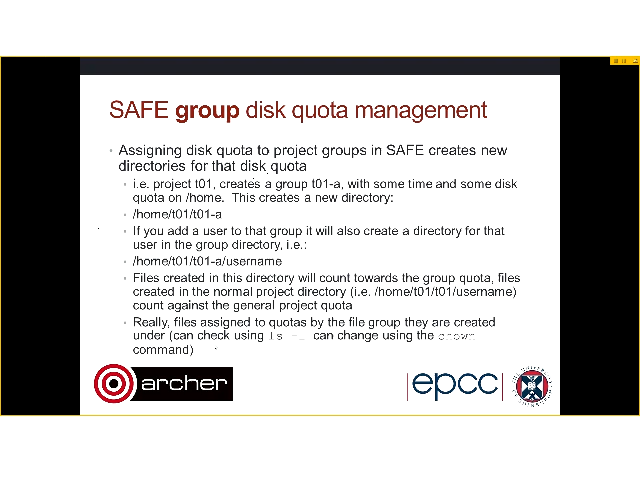 SAFE group disk quota management
• Assigning disk quota to project groups in SAFE creates new
directories for that disk quota
• i.e. project t01, creates a group t01-a, with some time and some disk
quota on /home. This creates a new directory:
• /home/t01/t01-a
• If you add a user to that group it will also create a directory for that
user in the group directory, i.e.:
• /home/t01/t01-a/username
• Files created in this directory will count towards the group quota, files
created in the normal project directory (i.e. /home/t01/t01/username)
count against the general project quota
• Really, files assigned to quotas by the file group they are created
under (can check using ls can change using the chown
command)
archer
epcc